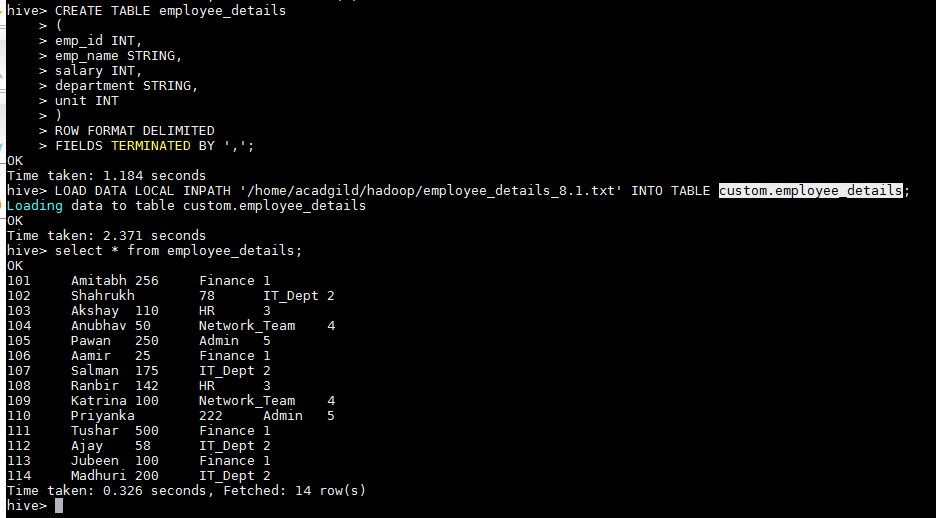 hive> CREATE TABLE employee_details
    > (
    > emp_id INT,
    > emp_name STRING,
    > salary INT,
    > department STRING,
    > unit INT
    > )
    > ROW FORMAT DELIMITED
    > FIELDS TERMINATED BY ',';
OK
Time taken: 1.184 seconds
hive> LOAD DATA LOCAL INPATH '/home/acadgild/hadoop/employee_details_8.1.txt' INTO TABLE custom.employee_details;
Loading data to table custom.employee_details
OK
Time taken: 2.371 seconds
hive> select * from employee_details;
OK
101     Amitabh 256     Finance 1
102     Shahrukh        78      IT_Dept 2
103     Akshay  110     HR      3
104     Anubhav 50      Network_Team    4
105     Pawan   250     Admin   5
106     Aamir   25      Finance 1
107     Salman  175     IT_Dept 2
108     Ranbir  142     HR      3
109     Katrina 100     Network_Team    4
110     Priyanka        222     Admin   5
111     Tushar  500     Finance 1
112     Ajay    58      IT_Dept 2
113     Jubeen  100     Finance 1
114     Madhuri 200     IT_Dept 2
Time taken: 0.326 seconds, Fetched: 14 row(s)
hive>